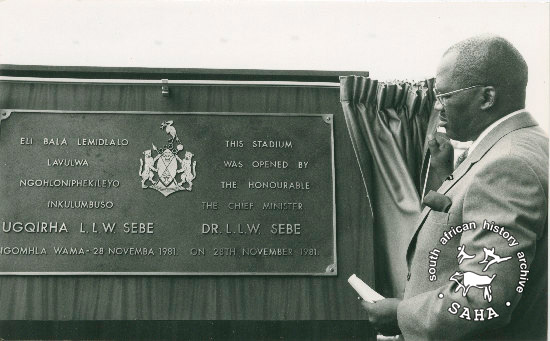 ELI BALA LEMIDLALO
LAVULWA
NGOHLONIPHEKILEYO
INKULUMBUSO
UGQIRHA L.L.W. SEBE
NGOMHLA WAMA - 28 NOVEMBA 1981.
THIS STADIUM
WAS OPENED BY
THE HONOURABLE
THE CHIEF MINISTER
DR. L.L.W. SEBE
ON 28TH NOVEMBER 1981.
south african history archive
SAHA